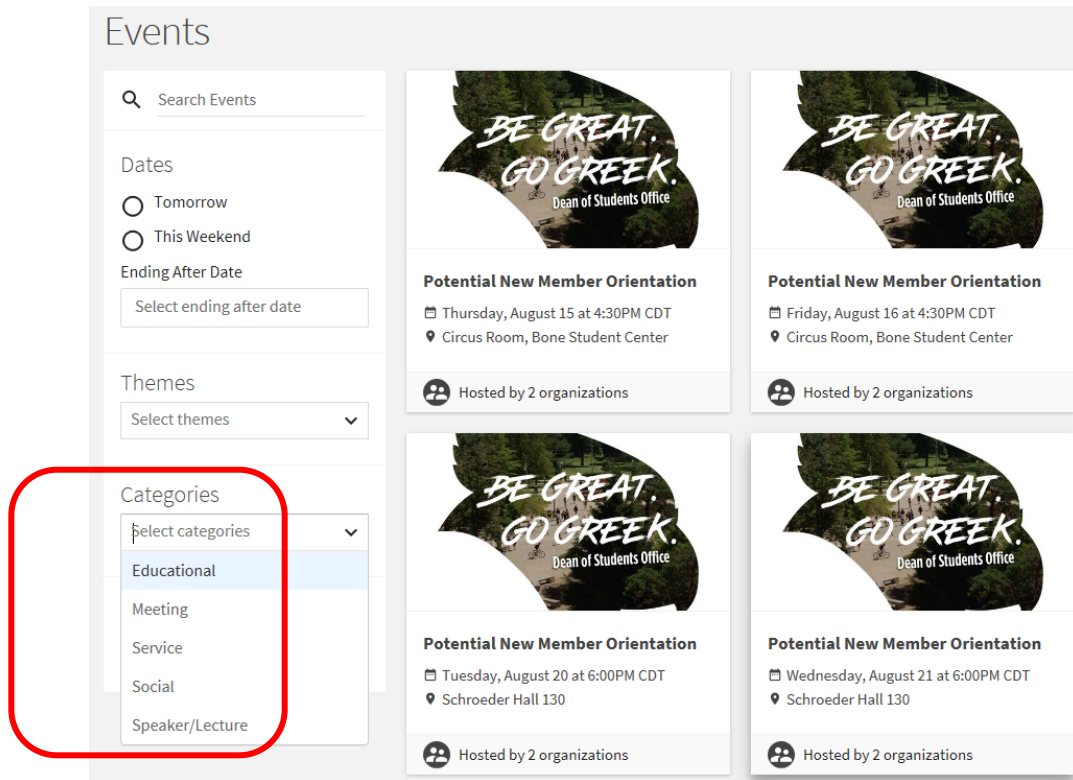 Events
Search Events
Dates
Tomorrow
This Weekend
Ending After Date
Select ending after date
Themes
Select themes
Categories
Select categories
Educational
Meeting
Service
Social
Speaker/Lecture
BE GREAT.
GO GREEK.
Dean of Students Office
Potential New Member Orientation
Thursday, August 15 at 4:30PM CDT
Circus Room, Bone Student Center
Hosted by 2 organizations
BE GREAT.
GO GREEK.
Dean of Students Office
Potential New Member Orientation
Friday, August 16 at 4:30PM CDT
Circus Room, Bone Student Center
Hosted by 2 organizations
BE GREAT.
GO GREEK.
Dean of Students Office
Potential New Member Orientation
Tuesday, August 20 at 6:00PM CDT
Schroeder Hall 130
Hosted by 2 organizations
BE GREAT.
GO GREEK.
Dean of Students Office
Potential New Member Orientation
Wednesday, August 21 at 6:00PM CDT
Schroeder Hall 130
Hosted by 2 organizations